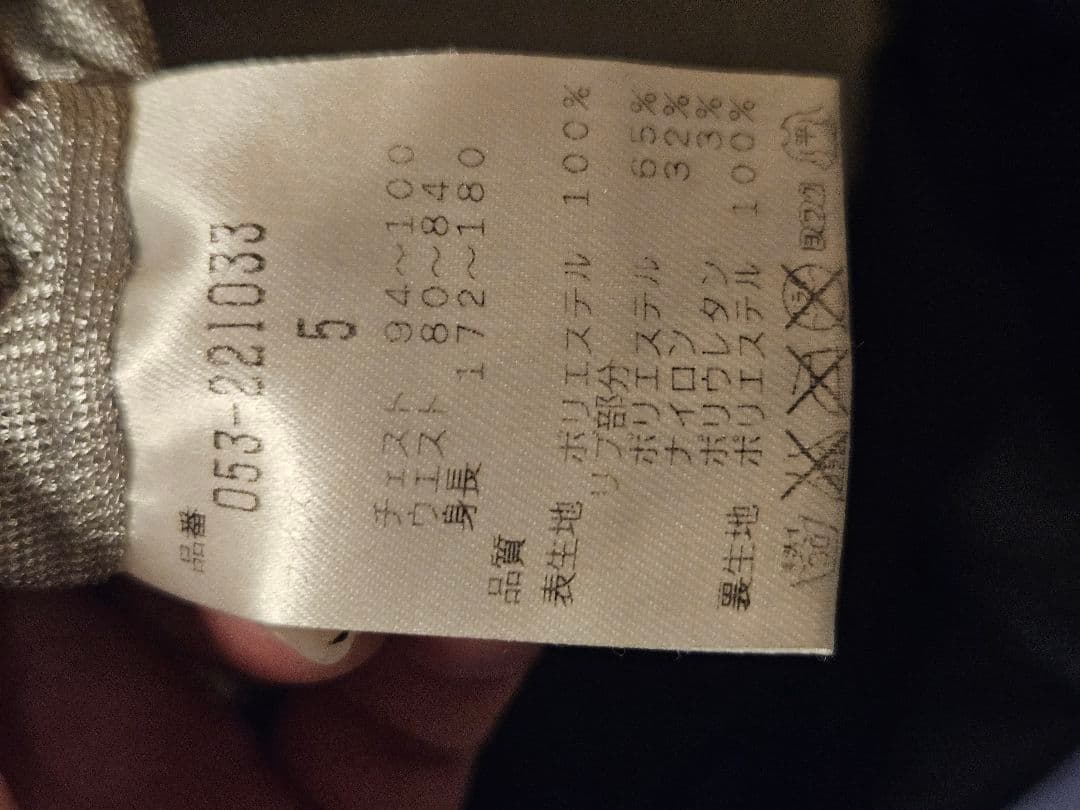 品番
053-221033
5
チェスト 94〜100
ウエスト 80〜84
身長 172〜180
品質
表生地 ポリエステル 100%
リブ部分
ポリエステル 65%
ナイロン 32%
ポリウレタン 3%
裏生地 ポリエステル 100%
30
平